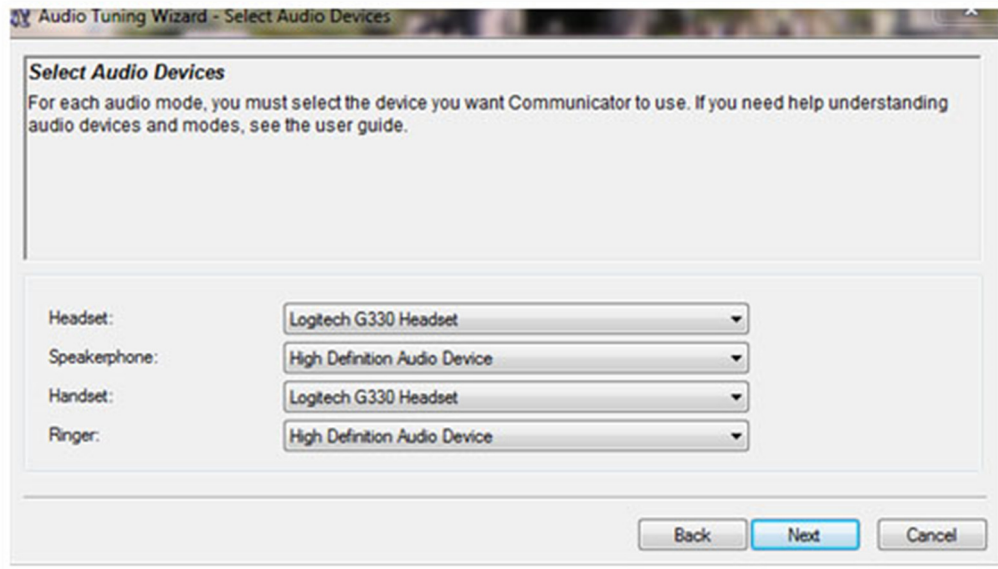 Audio Tuning Wizard - Select Audio Devices
Select Audio Devices
For each audio mode, you must select the device you want Communicator to use. If you need help understanding
audio devices and modes, see the user guide.
Headset: Logitech G330 Headset
Speakerphone: High Definition Audio Device
Handset: Logitech G330 Headset
Ringer: High Definition Audio Device
Back Next Cancel